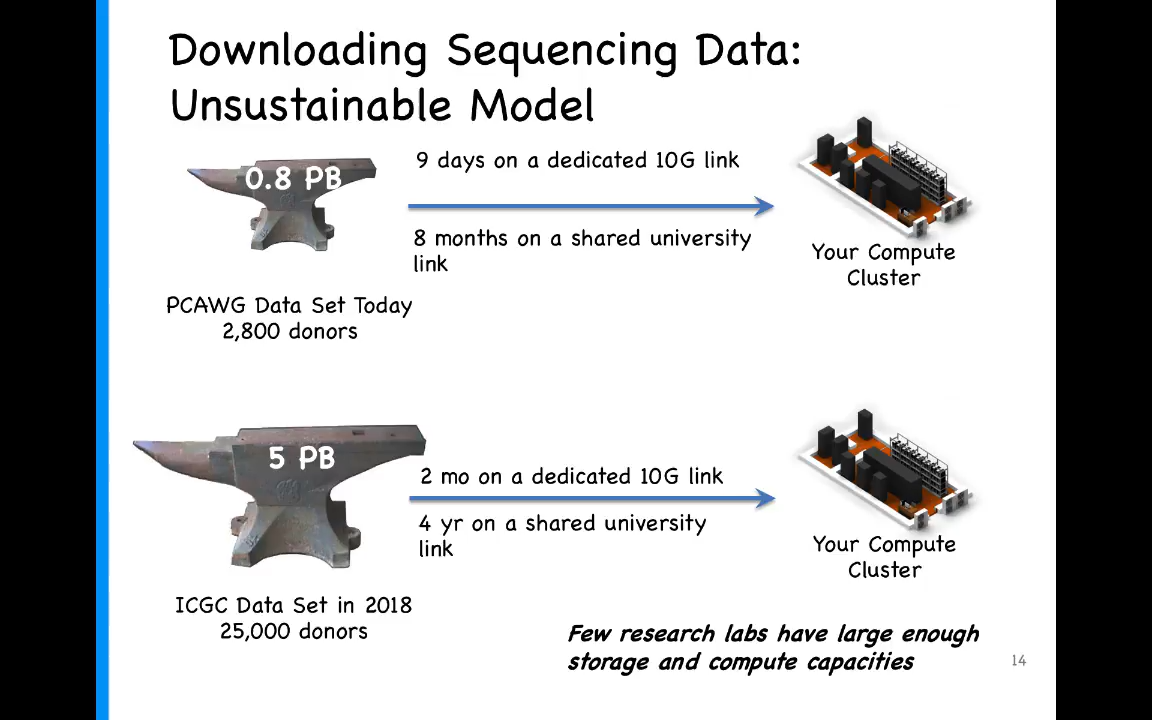 Downloading Sequencing Data:
Unsustainable Model
0.8 PB
9 days on a dedicated 10G link
8 months on a shared university
link
Your Compute
Cluster
PCAWG Data Set Today
2,800 donors
5 PB
2 mo on a dedicated 10G link
4 yr on a shared university
link
Your Compute
Cluster
ICGC Data Set in 2018
25,000 donors
Few research labs have large enough
storage and compute capacities
14